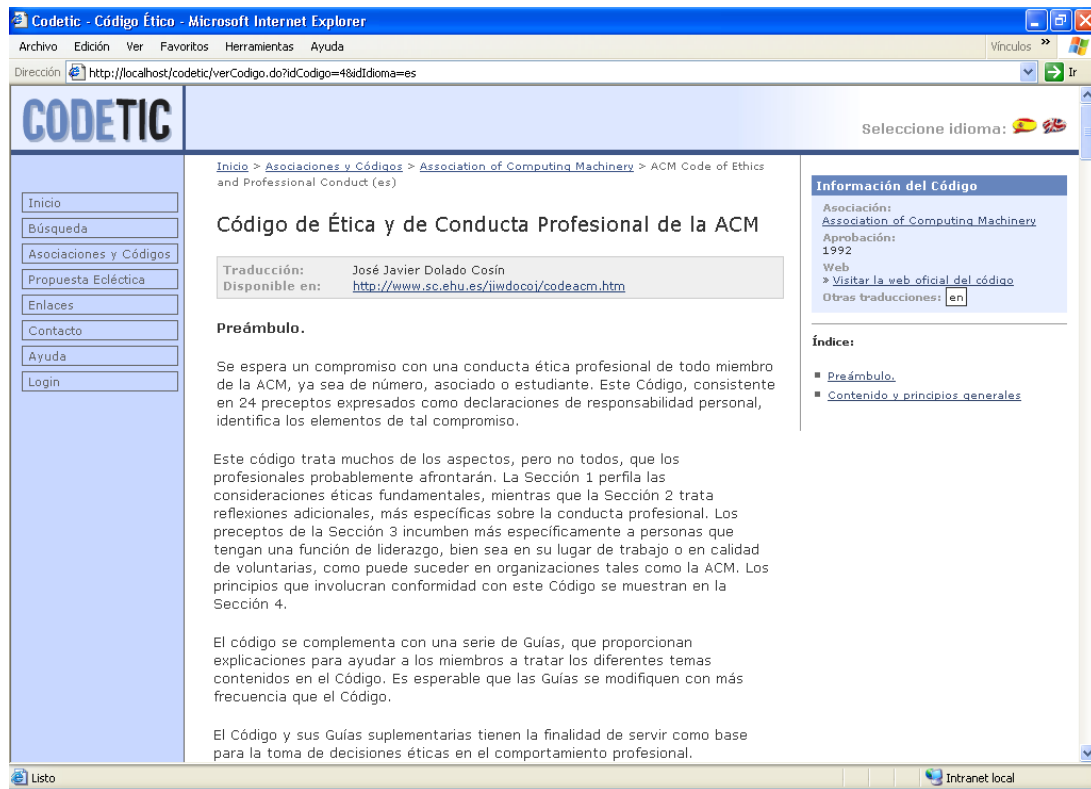 Codetic - Código Ético - Microsoft Internet Explorer
Archivo Edición Ver Favoritos Herramientas Ayuda
Vínculos »
Dirección http://localhost/codetic/verCodigo.do?idCodigo=4&idIdioma=es
Ir
CODETIC
Seleccione idioma:
Inicio
Búsqueda
Asociaciones y Códigos
Propuesta Ecléctica
Enlaces
Contacto
Ayuda
Login
Inicio > Asociaciones y Códigos > Association of Computing Machinery > ACM Code of Ethics
and Professional Conduct (es)
Código de Ética y de Conducta Profesional de la ACM
Traducción: José Javier Dolado Cosín
Disponible en: http://www.sc.ehu.es/jiwdocoj/codeacm.htm
Preámbulo.
Se espera un compromiso con una conducta ética profesional de todo miembro
de la ACM, ya sea de número, asociado o estudiante. Este Código, consistente
en 24 preceptos expresados como declaraciones de responsabilidad personal,
identifica los elementos de tal compromiso.
Este código trata muchos de los aspectos, pero no todos, que los
profesionales probablemente afrontarán. La Sección 1 perfila las
consideraciones éticas fundamentales, mientras que la Sección 2 trata
reflexiones adicionales, más específicas sobre la conducta profesional. Los
preceptos de la Sección 3 incumben más específicamente a personas que
tengan una función de liderazgo, bien sea en su lugar de trabajo o en calidad
de voluntarias, como puede suceder en organizaciones tales como la ACM. Los
principios que involucran conformidad con este Código se muestran en la
Sección 4.
El código se complementa con una serie de Guías, que proporcionan
explicaciones para ayudar a los miembros a tratar los diferentes temas
contenidos en el Código. Es esperable que las Guías se modifiquen con más
frecuencia que el Código.
El Código y sus Guías suplementarias tienen la finalidad de servir como base
para la toma de decisiones éticas en el comportamiento profesional.
Información del Código
Asociación:
Association of Computing Machinery
Aprobación:
1992
Web
» Visitar la web oficial del código
Otras traducciones: en
Índice:
Preámbulo.
Contenido y principios generales
Listo
Intranet local